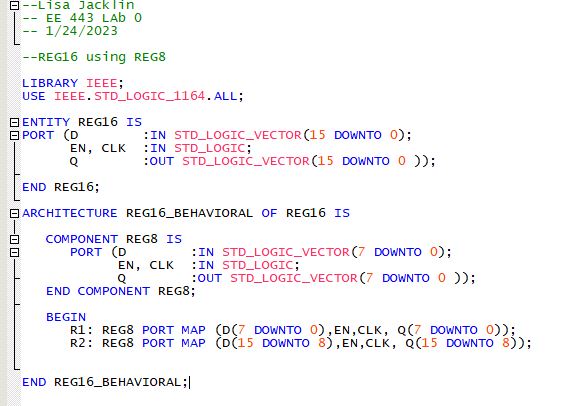 --Lisa Jacklin
-- EE 443 LAb 0
-- 1/24/2023
--REG16 using REG8
LIBRARY IEEE;
USE IEEE.STD_LOGIC_1164.ALL;
ENTITY REG16 IS
PORT (D :IN STD_LOGIC_VECTOR(15 DOWNTO 0);
EN, CLK :IN STD_LOGIC;
Q :OUT STD_LOGIC_VECTOR(15 DOWNTO 0 ));
END REG16;
ARCHITECTURE REG16_BEHAVIORAL OF REG16 IS
COMPONENT REG8 IS
PORT (D :IN STD_LOGIC_VECTOR(7 DOWNTO 0);
EN, CLK :IN STD_LOGIC;
Q :OUT STD_LOGIC_VECTOR(7 DOWNTO 0 ));
END COMPONENT REG8;
BEGIN
R1: REG8 PORT MAP (D(7 DOWNTO 0),EN,CLK, Q(7 DOWNTO 0));
R2: REG8 PORT MAP (D(15 DOWNTO 8),EN,CLK, Q(15 DOWNTO 8));
END REG16_BEHAVIORAL;